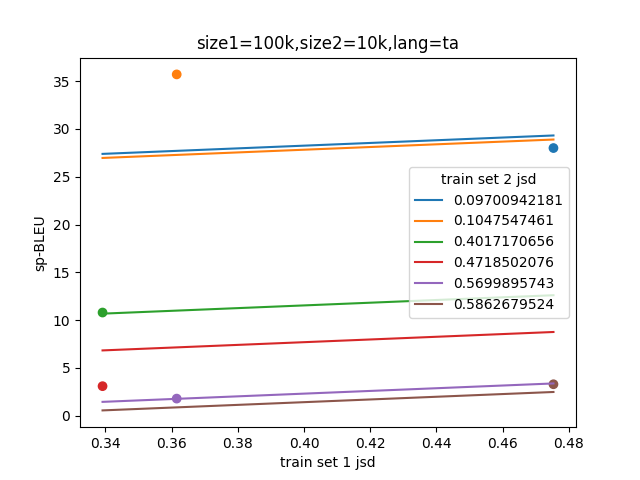 size1=100k,size2=10k,lang=ta
sp-BLEU
35
30
25
20
15
10
5
0
train set 2 jsd
0.09700942181
0.1047547461
0.4017170656
0.4718502076
0.5699895743
0.5862679524
0.34 0.36 0.38 0.40 0.42 0.44 0.46 0.48
train set 1 jsd